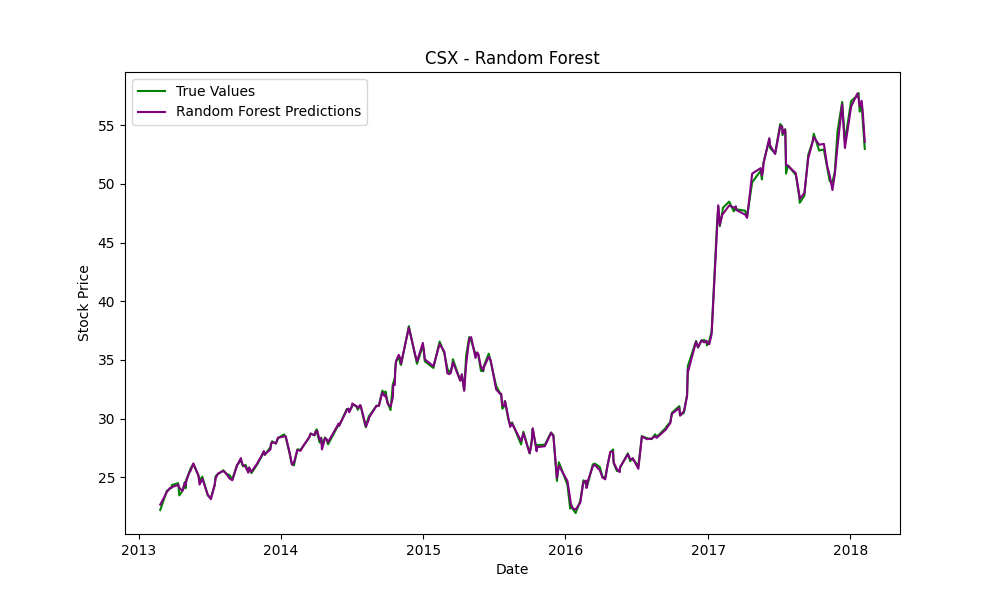 CSX - Random Forest
True Values
Random Forest Predictions
55
50
45
40
35
30
25
Stock Price
2013 2014 2015 2016 2017 2018
Date